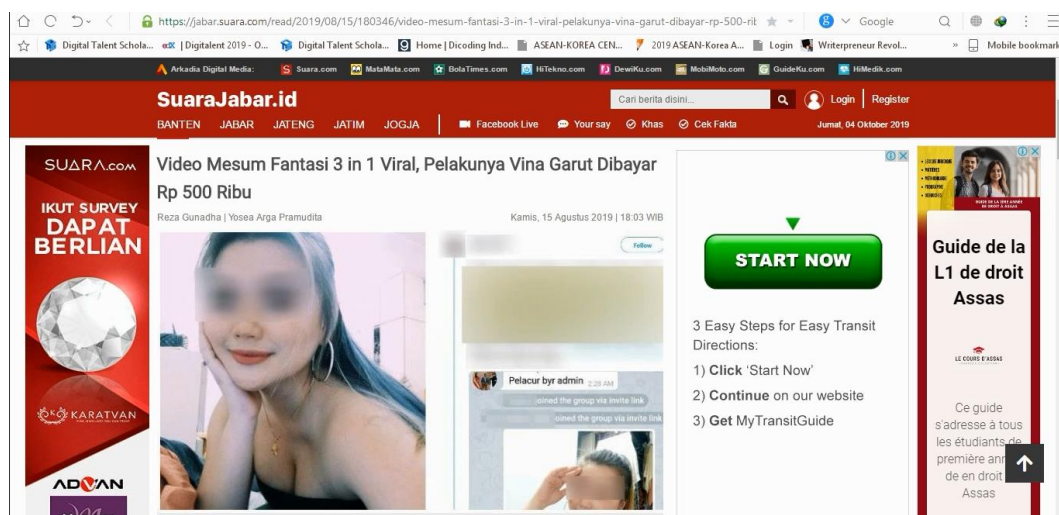 https://jabar.suara.com/read/2019/08/15/180346/video-mesum-fantasi-3-in-1-viral-pelakunya-vina-garut-dibayar-rp-500-rib
Google
Digital Talent Schola...
| Digitalent 2019 - O...
Digital Talent Schola...
Home | Dicoding Ind...
ASEAN-KOREA CEN...
2019 ASEAN-Korea A...
Login
Writerpreneur Revol...
»
Mobile bookmark
Arkadia Digital Media:
Suara.com
MataMata.com
BolaTimes.com
HiTekno.com
DewiKu.com
MobiMoto.com
GuideKu.com
HiMedik.com
SuaraJabar.id
Cari berita disini...
Login | Register
BANTEN JABAR JATENG JATIM JOGJA
Facebook Live
Your say
Khas
Cek Fakta
Jumat, 04 Oktober 2019
SUARA.com
IKUT SURVEY
DAPAT
BERLIAN
KARATVAN
ADVAN
Video Mesum Fantasi 3 in 1 Viral, Pelakunya Vina Garut Dibayar
Rp 500 Ribu
Reza Gunadha | Yosea Arga Pramudita
Kamis, 15 Agustus 2019 | 18:03 WIB
Follow
Pelacur byr admin 2:28 AM
oined the group via invite link
oined the group via invite link
START NOW
3 Easy Steps for Easy Transit
Directions:
1) Click 'Start Now'
2) Continue on our website
3) Get MyTransitGuide
Guide de la
L1 de droit
Assas
LE COURS D'ASSAS
Ce guide
s'adresse à tous
les étudiants de
première ann
de en droit
Assas